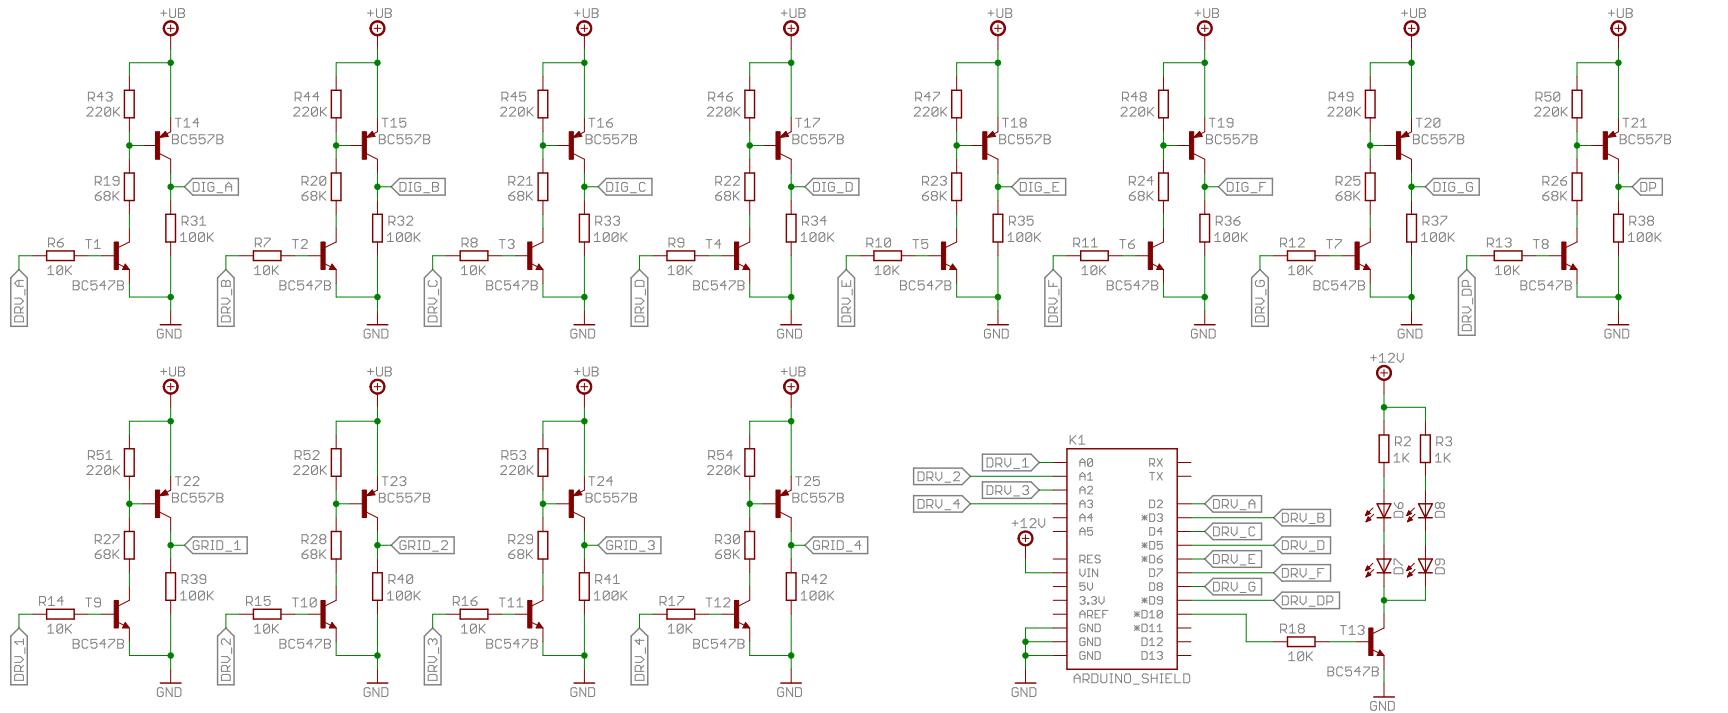 +UB +UB +UB +UB +UB +UB +UB +UB
R43 R44 R45 R46 R47 R48 R49 R50
220K 220K 220K 220K 220K 220K 220K 220K
T14 T15 T16 T17 T18 T19 T20 T21
BC557B BC557B BC557B BC557B BC557B BC557B BC557B BC557B
R19 R20 R21 R22 R23 R24 R25 R26
68K 68K 68K 68K 68K 68K 68K 68K
DIG_A DIG_B DIG_C DIG_D DIG_E DIG_F DIG_G DP
R31 R32 R33 R34 R35 R36 R37 R38
100K 100K 100K 100K 100K 100K 100K 100K
R6 T1 R7 T2 R8 T3 R9 T4 R10 T5 R11 T6 R12 T7 R13 T8
10K 10K 10K 10K 10K 10K 10K 10K
BC547B BC547B BC547B BC547B BC547B BC547B BC547B BC547B
DRV_A DRV_B DRV_C DRV_D DRV_E DRV_F DRV_G DRV_DP
GND GND GND GND GND GND GND GND
+UB +UB +UB +UB
R51 R52 R53 R54
220K 220K 220K 220K
T22 T23 T24 T25
BC557B BC557B BC557B BC557B
R27 R28 R29 R30
68K 68K 68K 68K
GRID_1 GRID_2 GRID_3 GRID_4
R39 R40 R41 R42
100K 100K 100K 100K
R14 T9 R15 T10 R16 T11 R17 T12
10K 10K 10K 10K
BC547B BC547B BC547B BC547B
DRV_1 DRV_2 DRV_3 DRV_4
GND GND GND GND
K1
DRV_1 A0 RX
DRV_2 A1 TX
DRV_3 A2
DRV_4 A3 D2 DRV_A
A4 *D3 DRV_B
+12V A5 D4 DRV_C
*D5 DRV_D
RES *D6 DRV_E
VIN D7 DRV_F
5V D8 DRV_G
3.3V *D9 DRV_DP
AREF *D10
GND *D11
GND D12
GND D13
ARDUINO_SHIELD
GND
+12V
R2 R3
1K 1K
D6 D8
D7 D9
R18 T13
10K
BC547B
GND